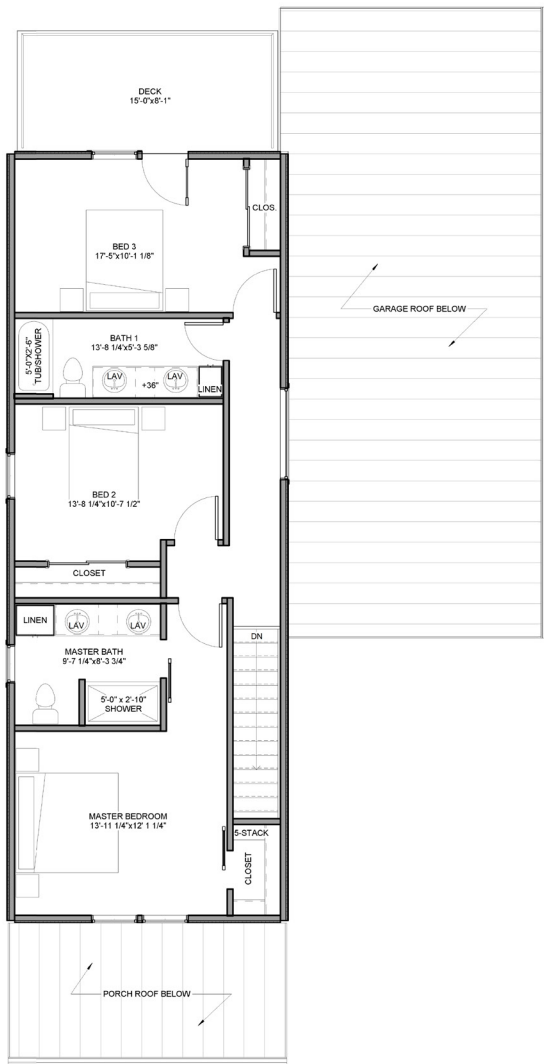 DECK
15'-0"x8'-1"
CLOS.
BED 3
17'-5"x10'-1 1/8"
GARAGE ROOF BELOW
5'-0"X2'-6"
TUB/SHOWER
BATH 1
13'-8 1/4"x5'-3 5/8"
LAV
+36"
LAV
LINEN
BED 2
13'-8 1/4"x10'-7 1/2"
CLOSET
LINEN
LAV
LAV
DN
MASTER BATH
9'-7 1/4"x8'-3 3/4"
5'-0" x 2'-10"
SHOWER
MASTER BEDROOM
13'-11 1/4"x12' 1 1/4"
5-STACK
CLOSET
PORCH ROOF BELOW